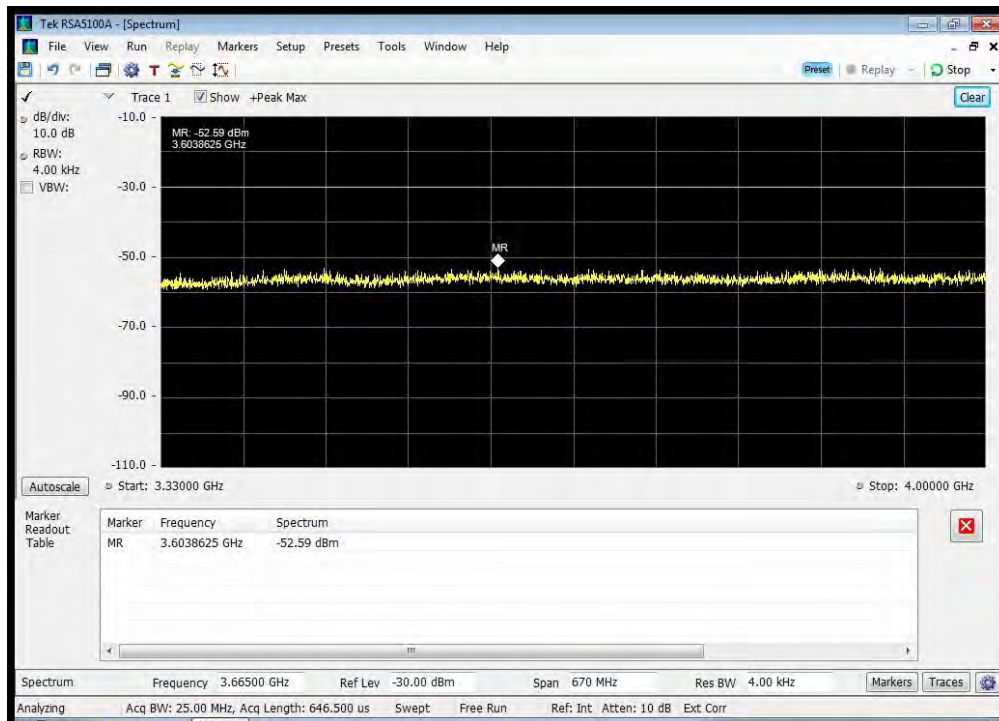 Tek RSA5100A - [Spectrum]
File View Run Replay Markers Setup Presets Tools Window Help
T
Preset Replay Stop
Trace 1 Show +Peak Max Clear
dB/div:
10.0 dB
RBW:
4.00 kHz
VBW:
-10.0
MR: -52.59 dBm
3.6038625 GHz
-30.0
MR
-50.0
-70.0
-90.0
-110.0
Autoscale Start: 3.33000 GHz Stop: 4.00000 GHz
Marker
Readout
Table
Marker Frequency Spectrum
MR 3.6038625 GHz -52.59 dBm
Spectrum Frequency 3.66500 GHz Ref Lev -30.00 dBm Span 670 MHz Res BW 4.00 kHz Markers Traces
Analyzing Acq BW: 25.00 MHz, Acq Length: 646.500 us Swept Free Run Ref: Int Atten: 10 dB Ext Corr